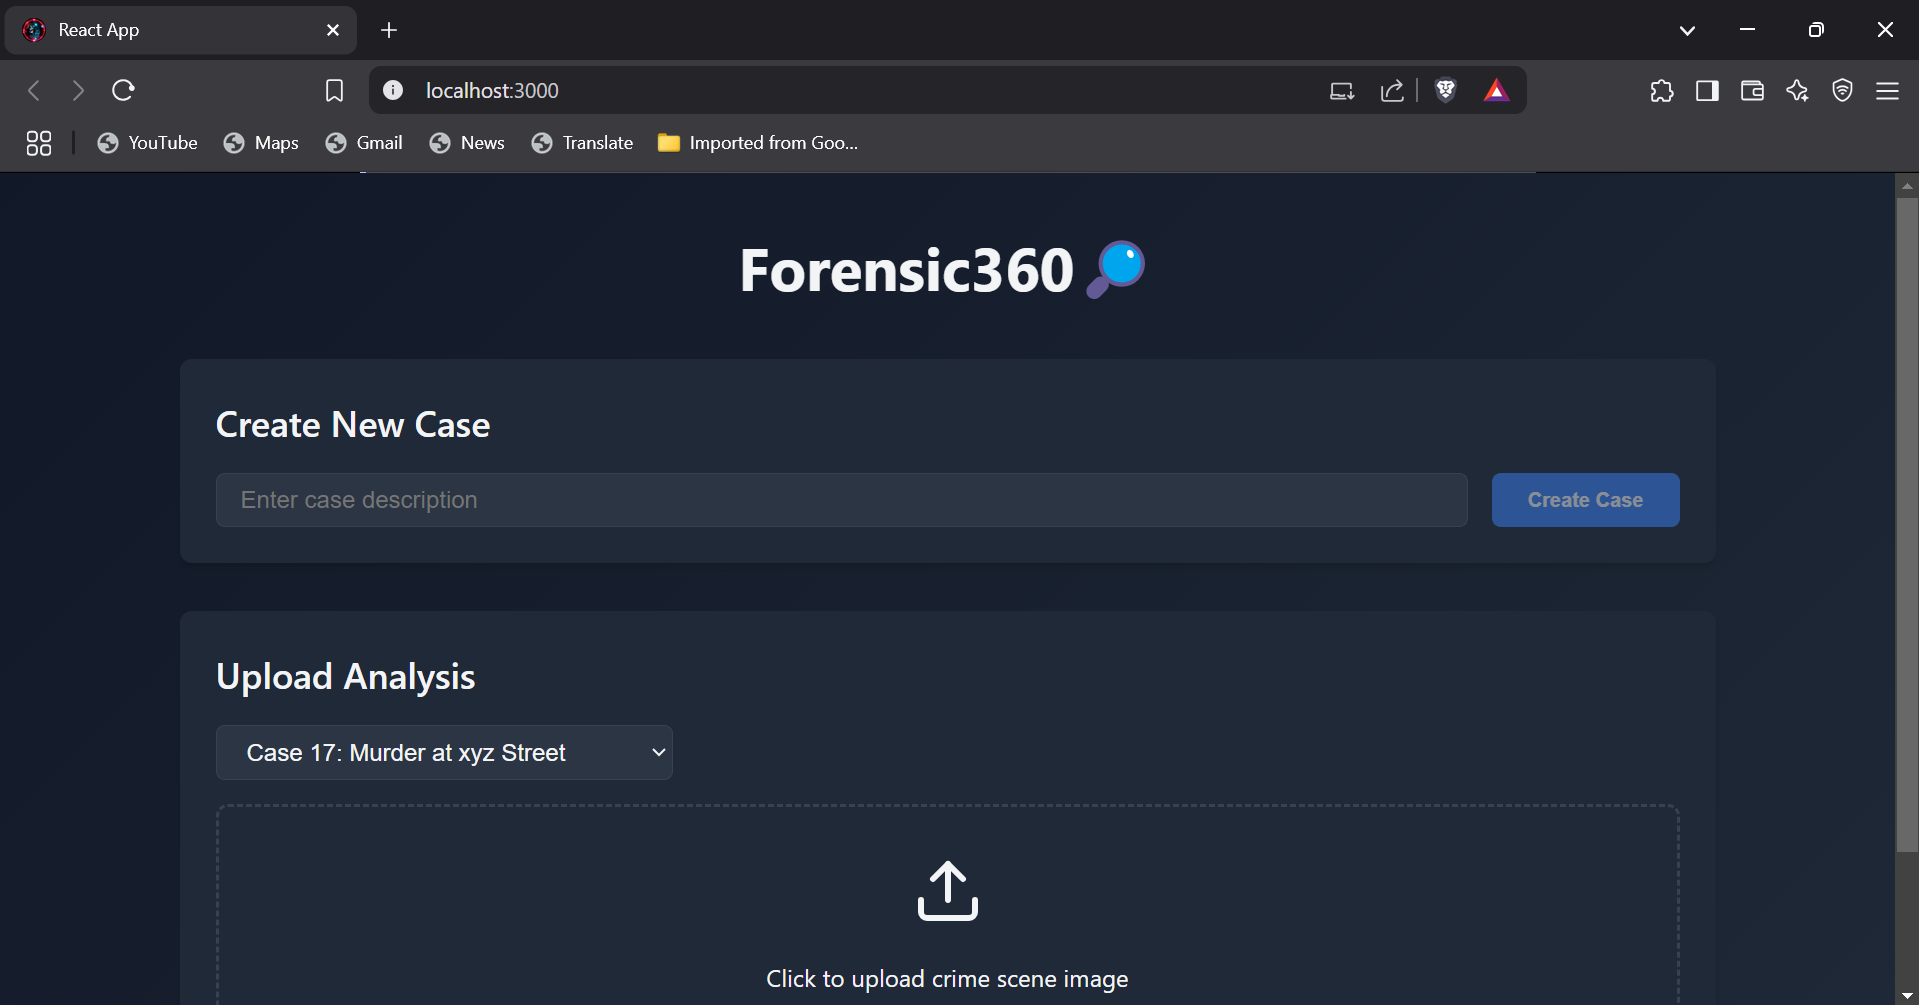 React App
localhost:3000
YouTube Maps Gmail News Translate Imported from Goo...
Forensic360
Create New Case
Enter case description
Create Case
Upload Analysis
Case 17: Murder at xyz Street
Click to upload crime scene image